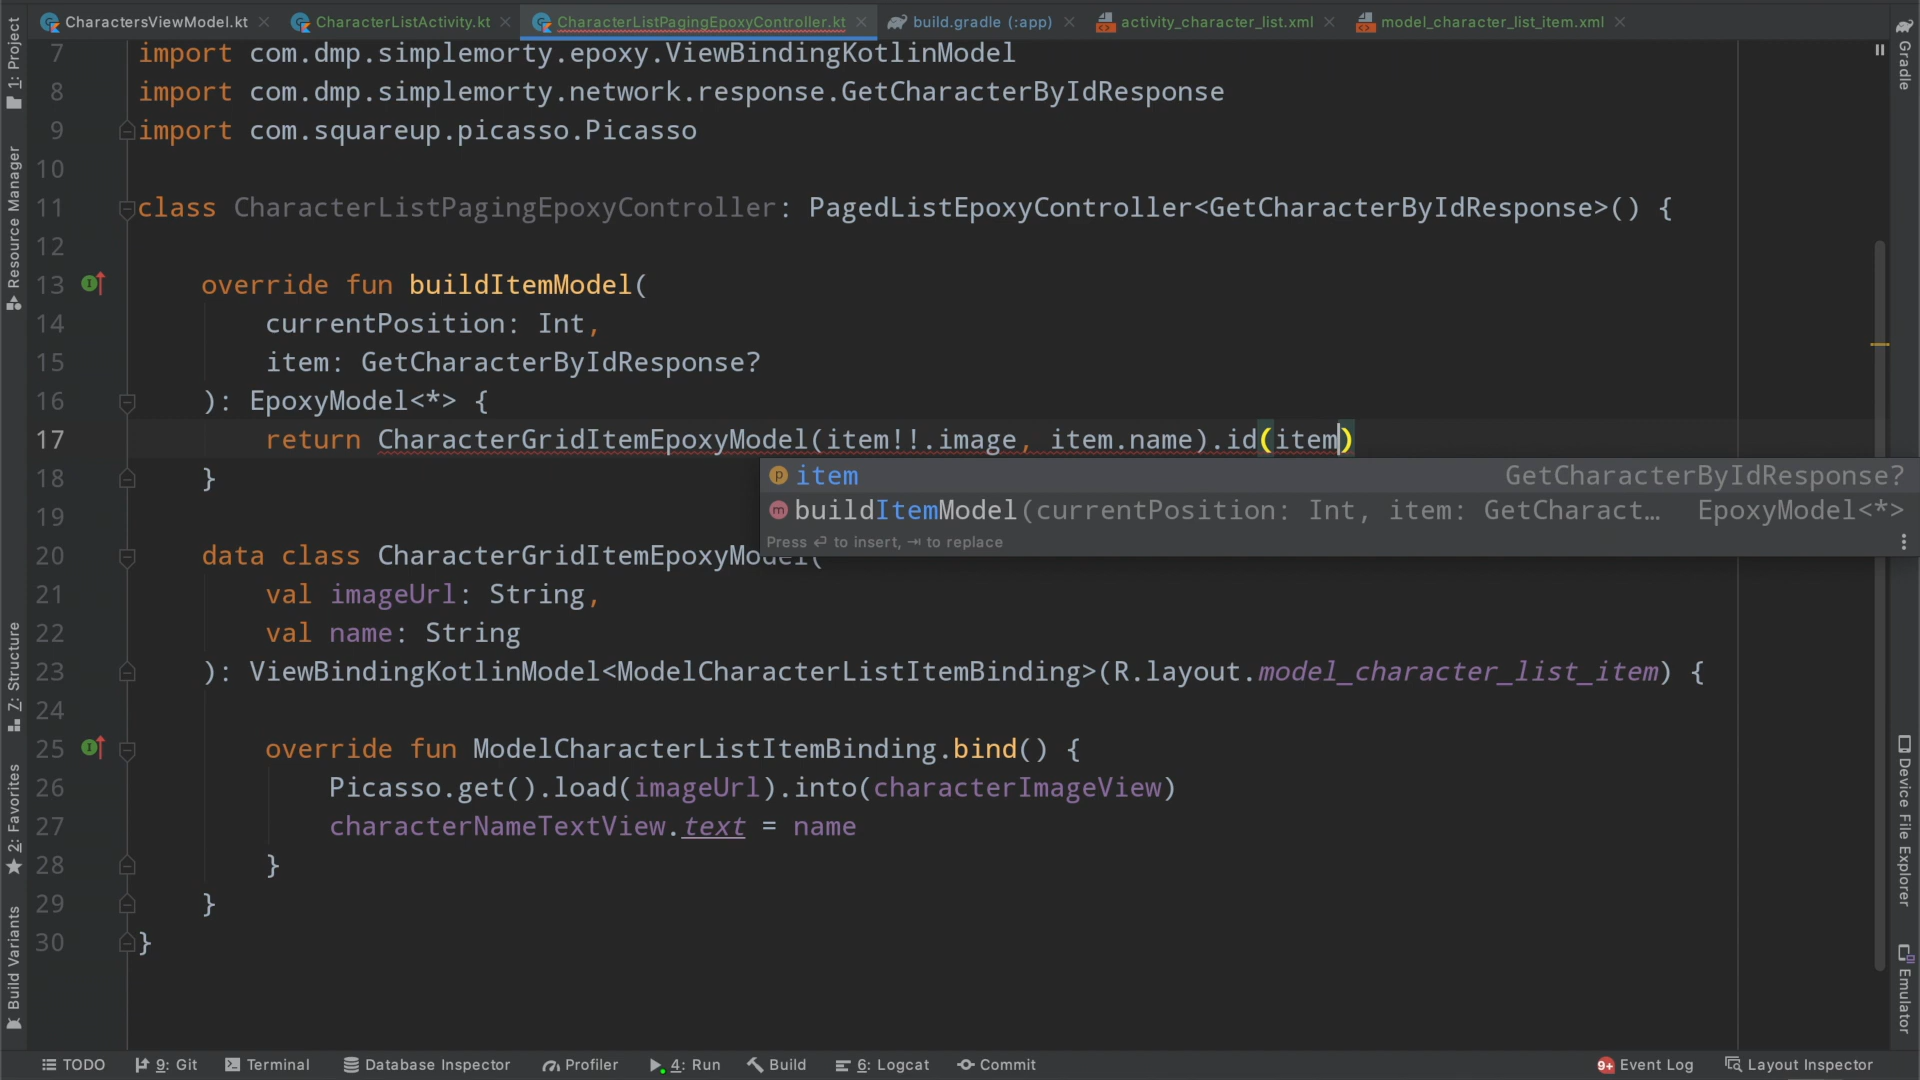 CharactersViewModel.kt
CharacterListActivity.kt
CharacterListPagingEpoxyController.kt
build.gradle (:app)
activity_character_list.xml
model_character_list_item.xml
1: Project
Resource Manager
Z: Structure
2: Favorites
Build Variants
Gradle
Device File Explorer
Emulator
7 import com.dmp.simplemorty.epoxy.ViewBindingKotlinModel
8 import com.dmp.simplemorty.network.response.GetCharacterByIdResponse
9 import com.squareup.picasso.Picasso
10
11 class CharacterListPagingEpoxyController: PagedListEpoxyController<GetCharacterByIdResponse>() {
12
13 override fun buildItemModel(
14 currentPosition: Int,
15 item: GetCharacterByIdResponse?
16 ): EpoxyModel<*> {
17 return CharacterGridItemEpoxyModel(item!!.image, item.name).id(item)
item GetCharacterByIdResponse?
buildItemModel(currentPosition: Int, item: GetCharact… EpoxyModel<*>
Press ↵ to insert, ⇥ to replace
18 }
19
20 data class CharacterGridItemEpoxyModel(
21 val imageUrl: String,
22 val name: String
23 ): ViewBindingKotlinModel<ModelCharacterListItemBinding>(R.layout.model_character_list_item) {
24
25 override fun ModelCharacterListItemBinding.bind() {
26 Picasso.get().load(imageUrl).into(characterImageView)
27 characterNameTextView.text = name
28 }
29 }
30 }
TODO 9: Git Terminal Database Inspector Profiler 4: Run Build 6: Logcat Commit 9+ Event Log Layout Inspector